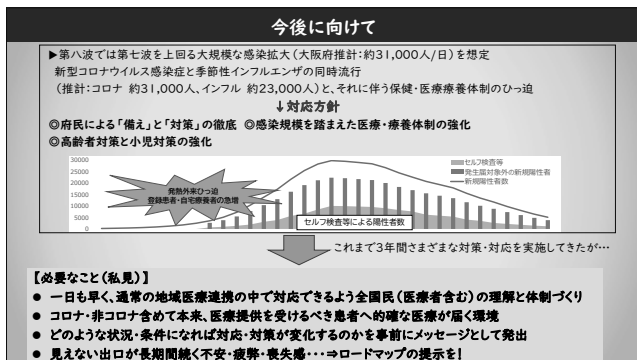 今後に向けて
▶第八波では第七波を上回る大規模な感染拡大(大阪府推計：約31,000人/日)を想定
新型コロナウイルス感染症と季節性インフルエンザの同時流行
(推計：コロナ 約31,000人、インフル 約23,000人)と、それに伴う保健・医療療養体制のひっ迫
↓対応方針
◎府民による「備え」と「対策」の徹底 ◎感染規模を踏まえた医療・療養体制の強化
◎高齢者対策と小児対策の強化
30000
25000
20000
15000
10000
5000
0
発熱外来ひっ迫
登録患者・自宅療養者の急増
セルフ検査等
発生届対象外の新規陽性者
新規陽性者数
セルフ検査等による陽性者数
これまで3年間さまざまな対策・対応を実施してきたが…
【必要なこと(私見)】
● 一日も早く、通常の地域医療連携の中で対応できるよう全国民(医療者含む)の理解と体制づくり
● コロナ・非コロナ含めて本来、医療提供を受けるべき患者へ的確な医療が届く環境
● どのような状況・条件になれば対応・対策が変化するのかを事前にメッセージとして発出
● 見えない出口が長期間続く不安・疲弊・喪失感・・・⇒ロードマップの提示を!